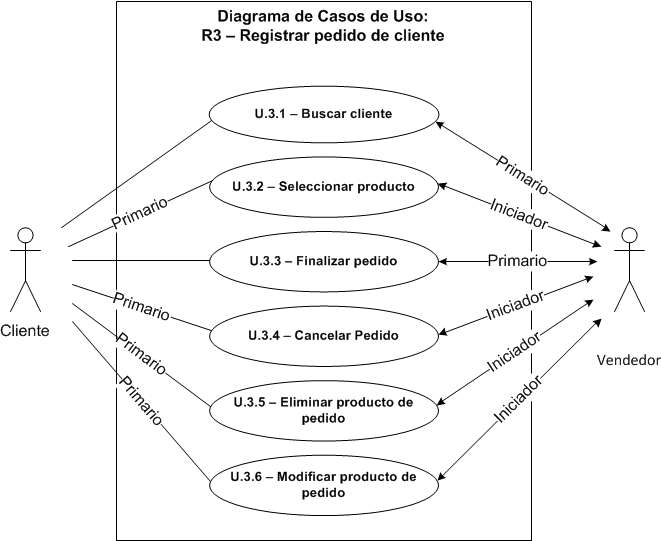 Diagrama de Casos de Uso:
R3 – Registrar pedido de cliente
U.3.1 – Buscar cliente
Primario
U.3.2 – Seleccionar producto
Primario
Iniciador
U.3.3 – Finalizar pedido
Primario
U.3.4 – Cancelar Pedido
Primario
Iniciador
Cliente
Vendedor
U.3.5 – Eliminar producto de
pedido
Primario
Iniciador
U.3.6 – Modificar producto de
pedido
Primario
Iniciador